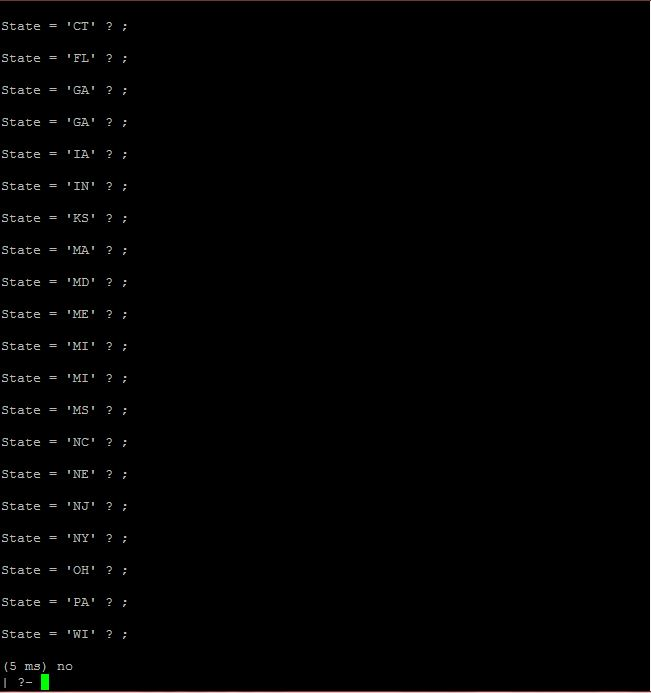 State = 'CT' ? ;
State = 'FL' ? ;
State = 'GA' ? ;
State = 'GA' ? ;
State = 'IA' ? ;
State = 'IN' ? ;
State = 'KS' ? ;
State = 'MA' ? ;
State = 'MD' ? ;
State = 'ME' ? ;
State = 'MI' ? ;
State = 'MI' ? ;
State = 'MS' ? ;
State = 'NC' ? ;
State = 'NE' ? ;
State = 'NJ' ? ;
State = 'NY' ? ;
State = 'OH' ? ;
State = 'PA' ? ;
State = 'WI' ? ;
(5 ms) no
| ?-